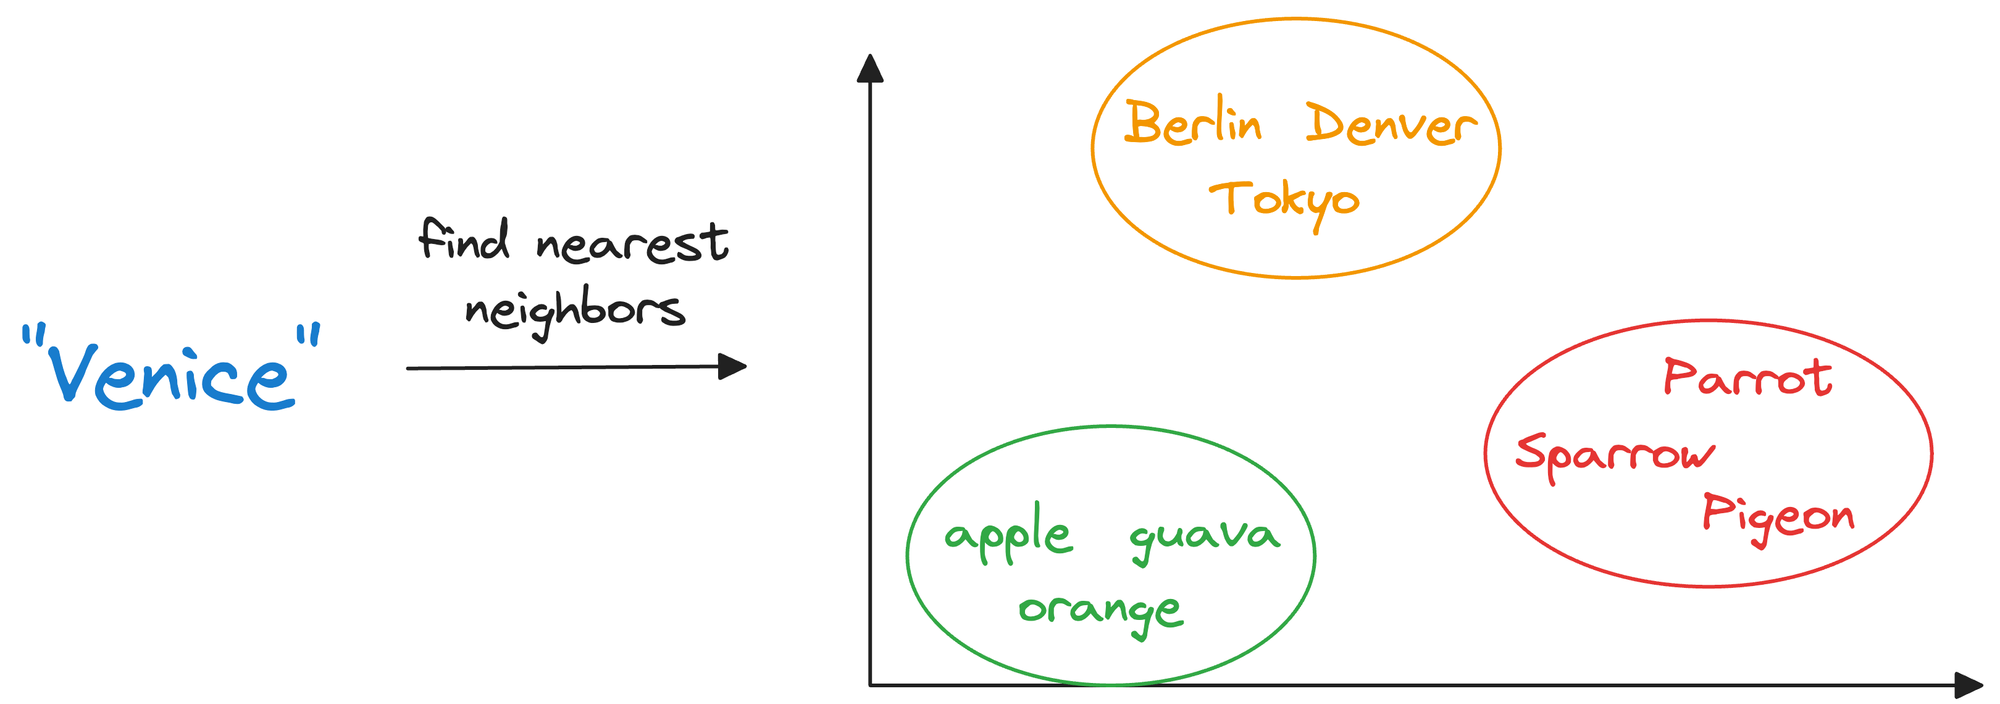 "Venice"
find nearest
neighbors
Berlin Denver
Tokyo
Parrot
Sparrow
Pigeon
apple guava
orange